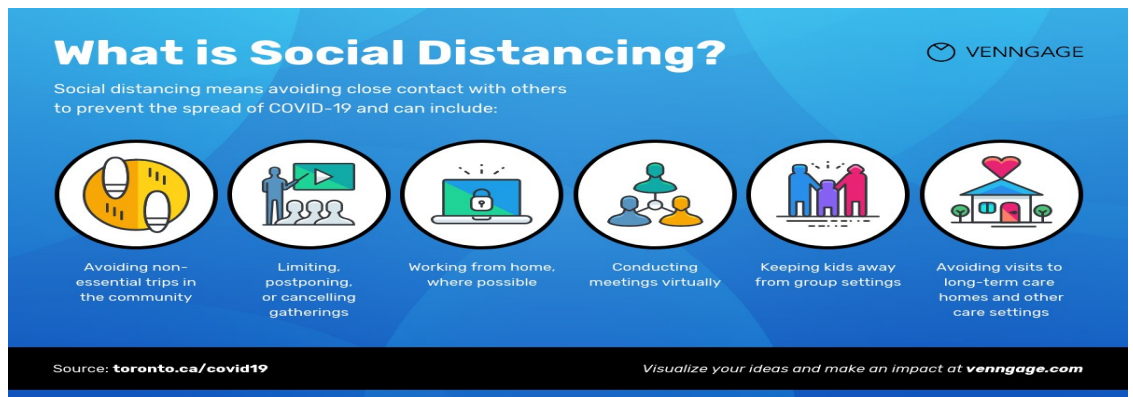 What is Social Distancing?
VENNGAGE
Social distancing means avoiding close contact with others
to prevent the spread of COVID-19 and can include:
Avoiding non-
essential trips in
the community
Limiting,
postponing,
or cancelling
gatherings
Working from home,
where possible
Conducting
meetings virtually
Keeping kids away
from group settings
Avoiding visits to
long-term care
homes and other
care settings
Source: toronto.ca/covid19
Visualize your ideas and make an impact at venngage.com